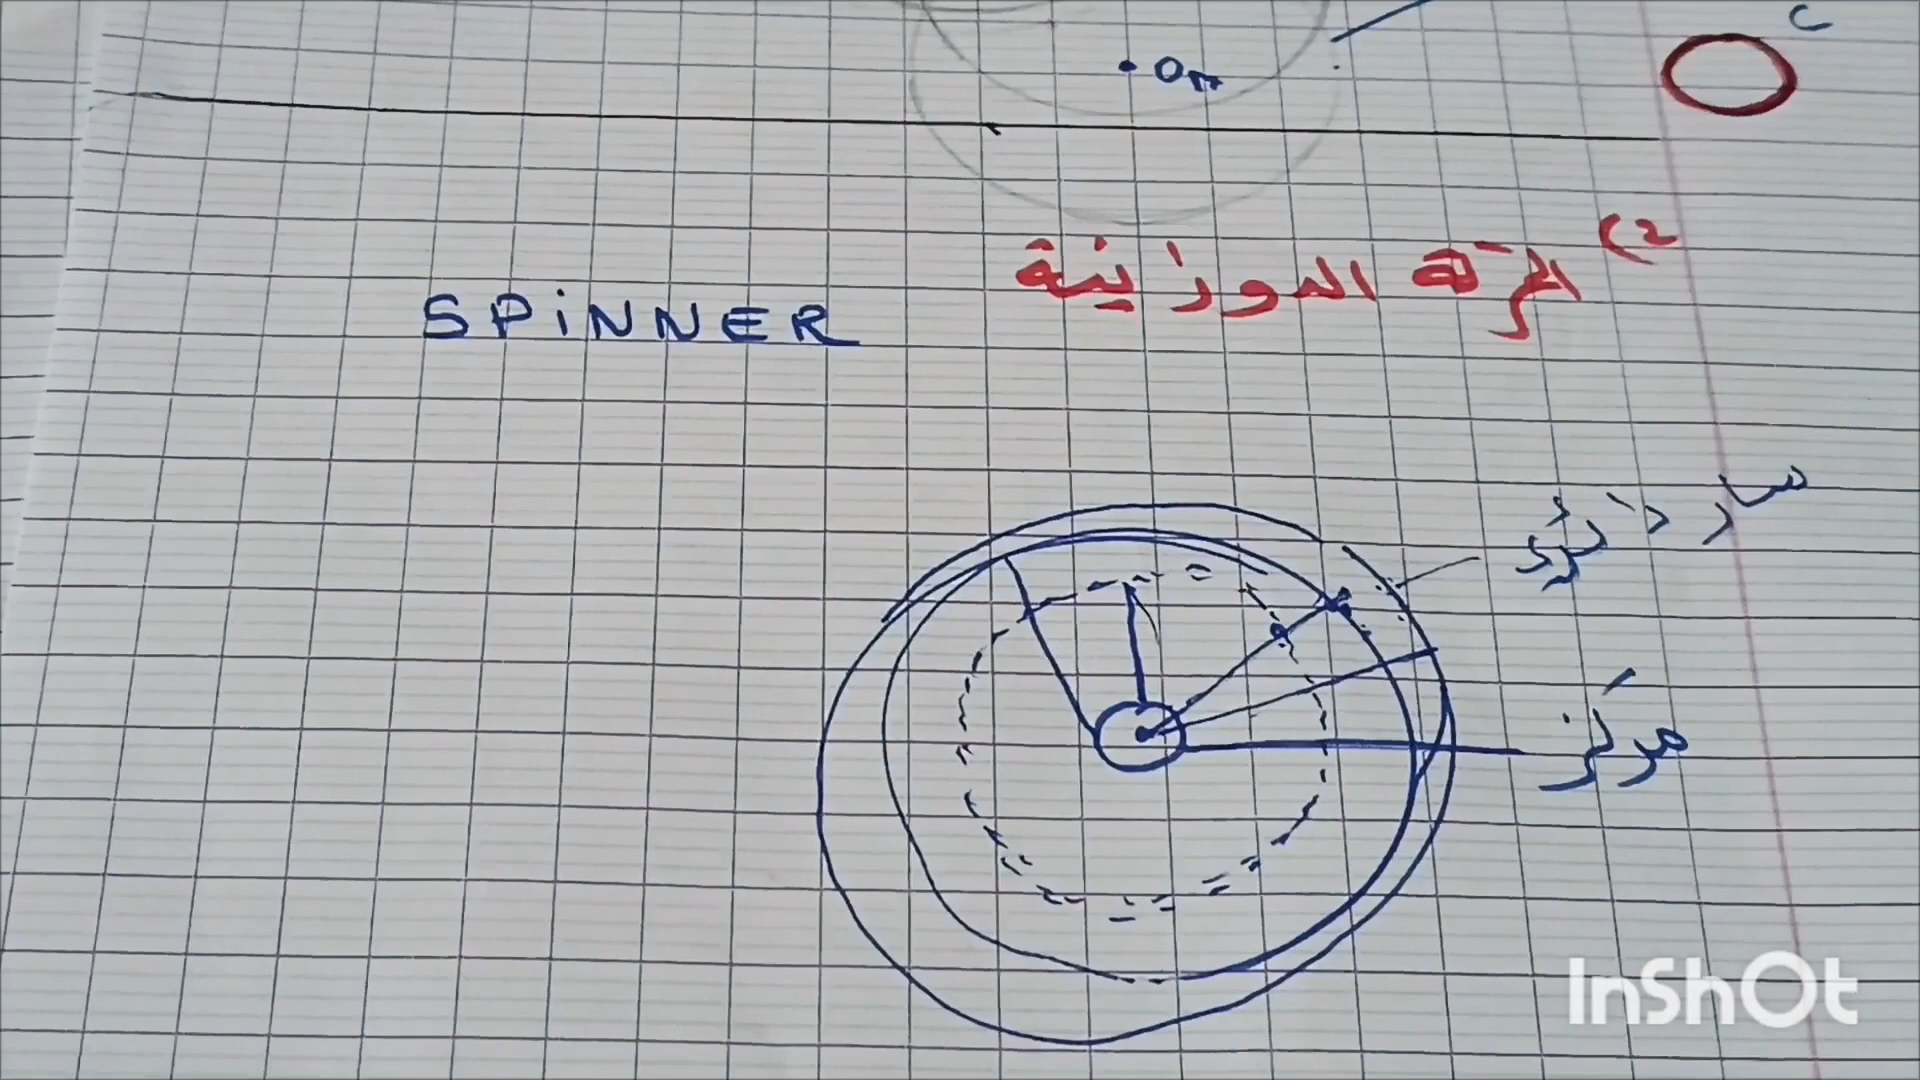 C
O
2) الحركة الدورانية
SPiNNER
مسار دائري
مركز
InShOt